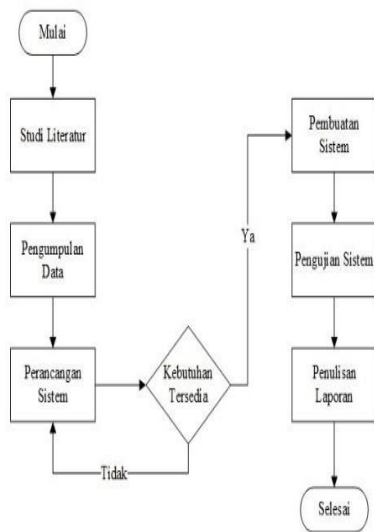 Mulai
Studi Literatur
Pengumpulan
Data
Perancangan
Sistem
Kebutuhan
Tersedia
Tidak
Ya
Pembuatan
Sistem
Pengujian Sistem
Penulisan
Laporan
Selesai